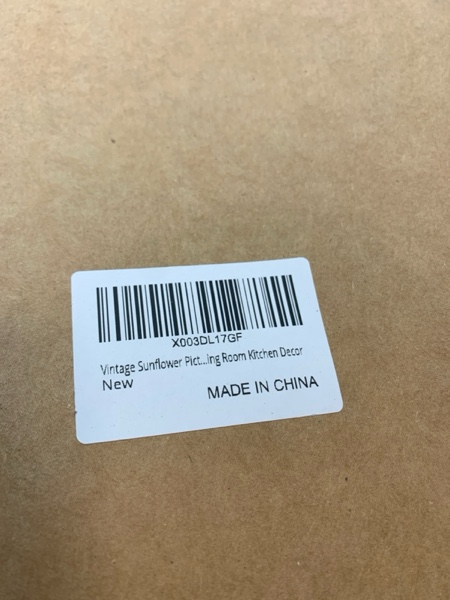 X003DL17GF
Vintage Sunflower Pict...ing Room Kitchen Decor
New
MADE IN CHINA